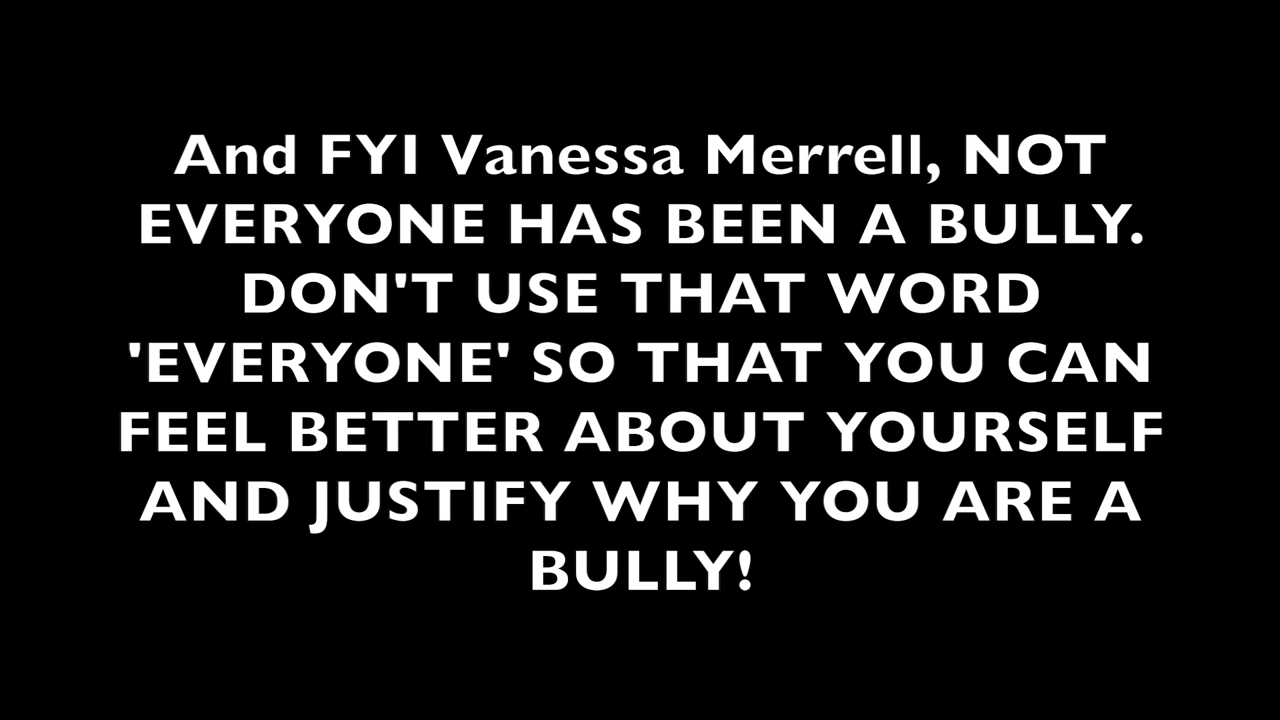 And FYI Vanessa Merrell, NOT
EVERYONE HAS BEEN A BULLY.
DON'T USE THAT WORD
'EVERYONE' SO THAT YOU CAN
FEEL BETTER ABOUT YOURSELF
AND JUSTIFY WHY YOU ARE A
BULLY!